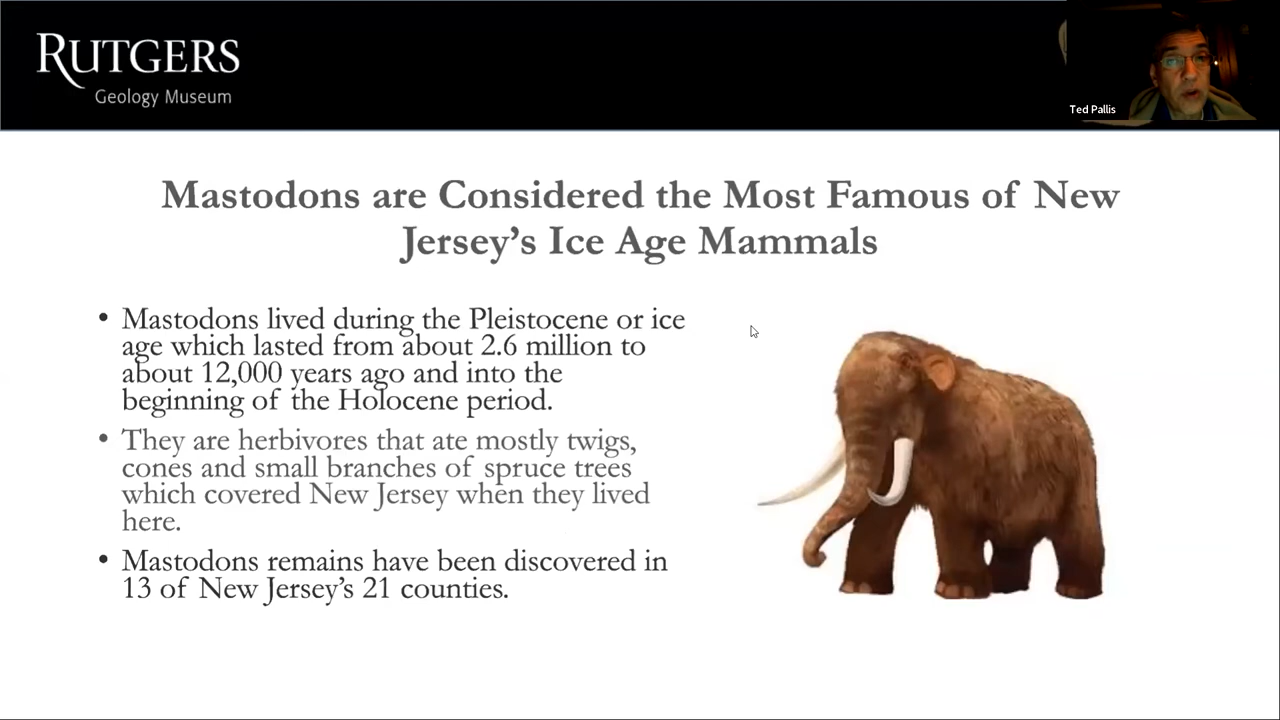 RUTGERS
Geology Museum
Ted Pallis
Mastodons are Considered the Most Famous of New
Jersey's Ice Age Mammals
• Mastodons lived during the Pleistocene or ice
age which lasted from about 2.6 million to
about 12,000 years ago and into the
beginning of the Holocene period.
• They are herbivores that ate mostly twigs,
cones and small branches of spruce trees
which covered New Jersey when they lived
here.
• Mastodons remains have been discovered in
13 of New Jersey's 21 counties.